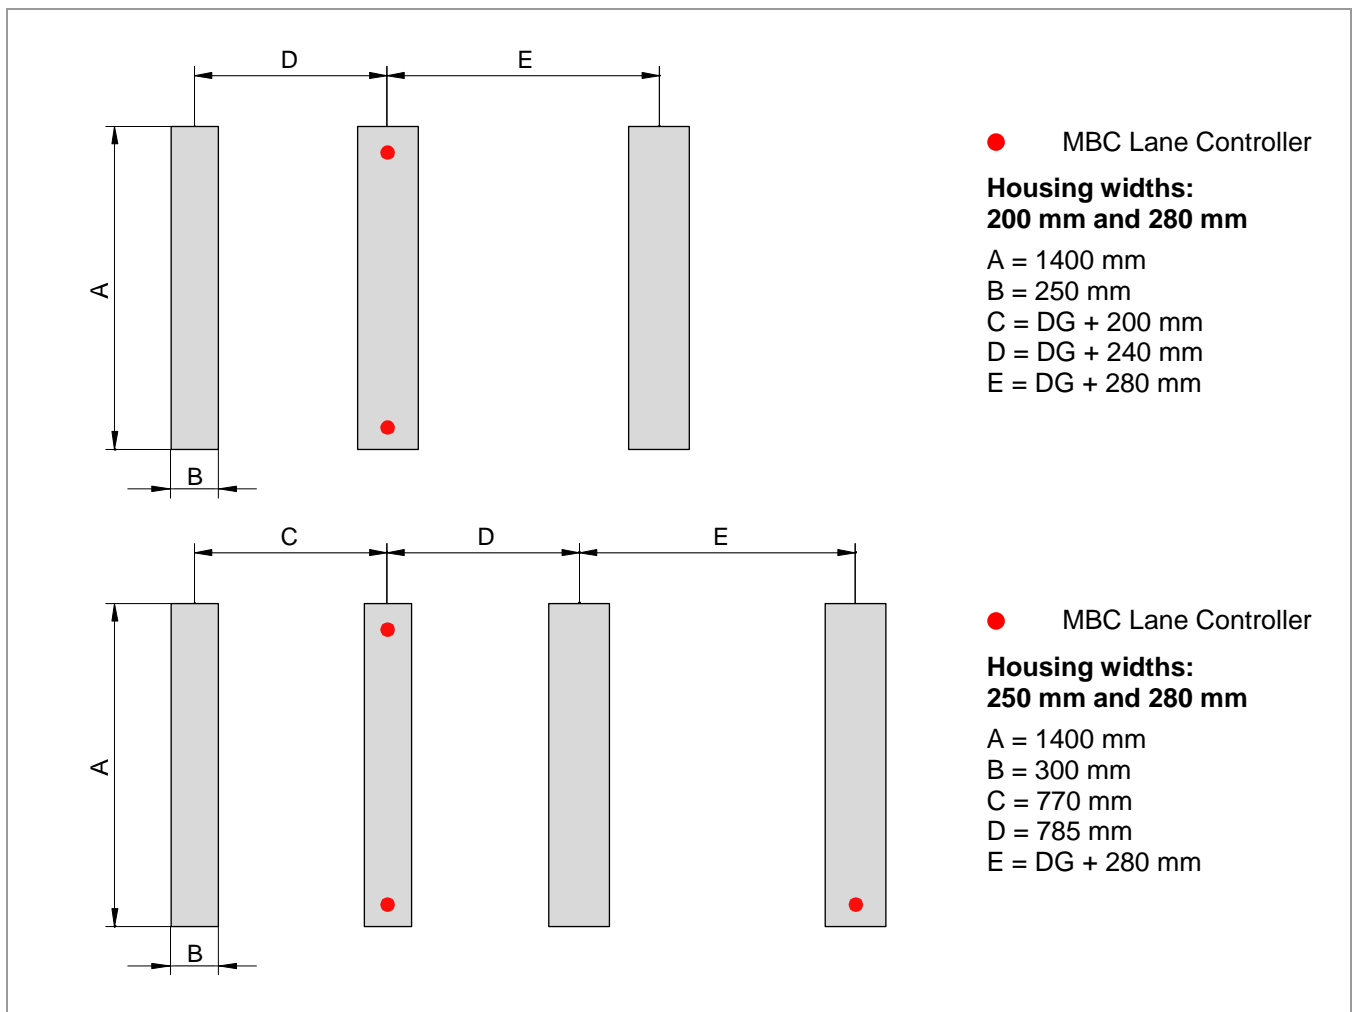 D
E
MBC Lane Controller
Housing widths:
200 mm and 280 mm
A = 1400 mm
B = 250 mm
C = DG + 200 mm
D = DG + 240 mm
E = DG + 280 mm
A
B
C
D
E
MBC Lane Controller
Housing widths:
250 mm and 280 mm
A = 1400 mm
B = 300 mm
C = 770 mm
D = 785 mm
E = DG + 280 mm
A
B